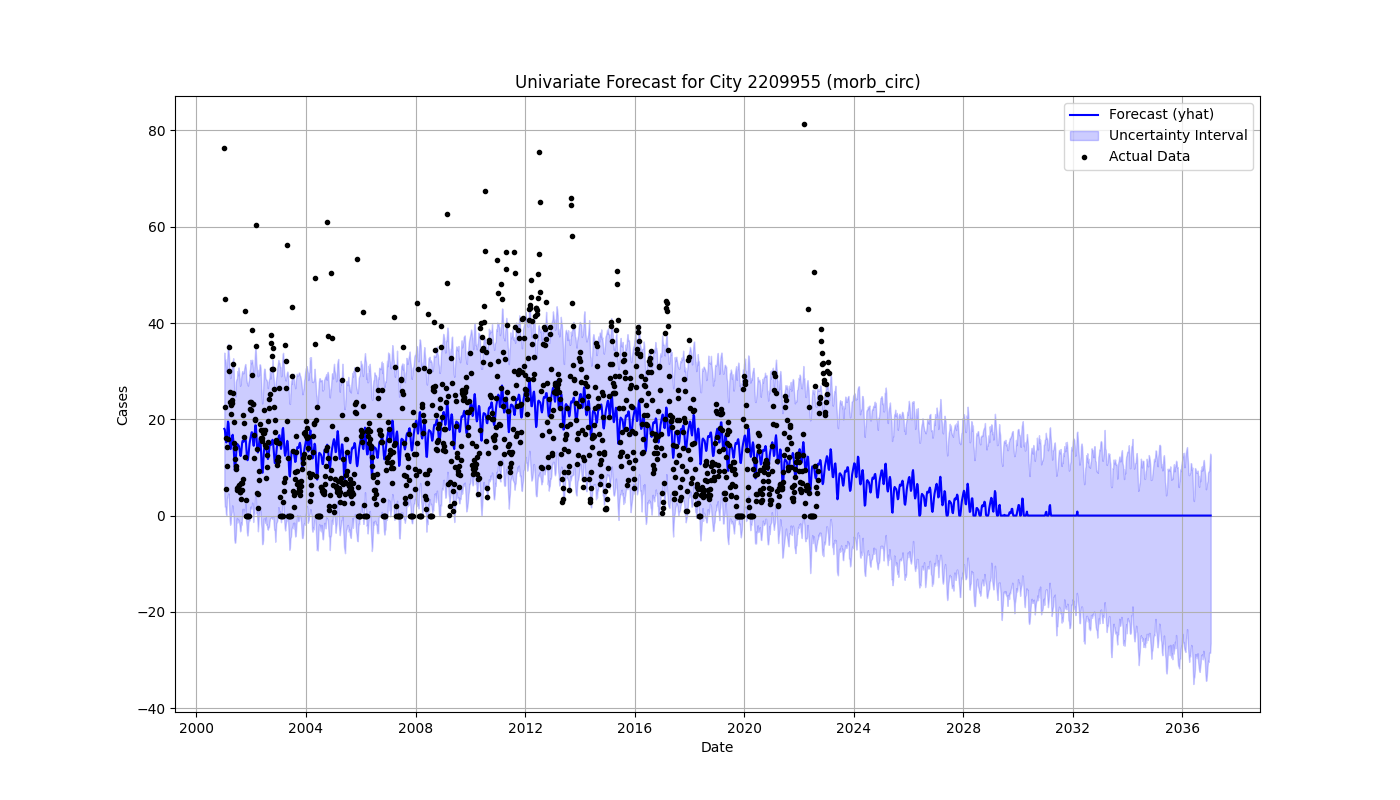 Univariate Forecast for City 2209955 (morb_circ)
Forecast (yhat)
Uncertainty Interval
Actual Data
80
60
40
20
0
−20
−40
Cases
2000 2004 2008 2012 2016 2020 2024 2028 2032 2036
Date